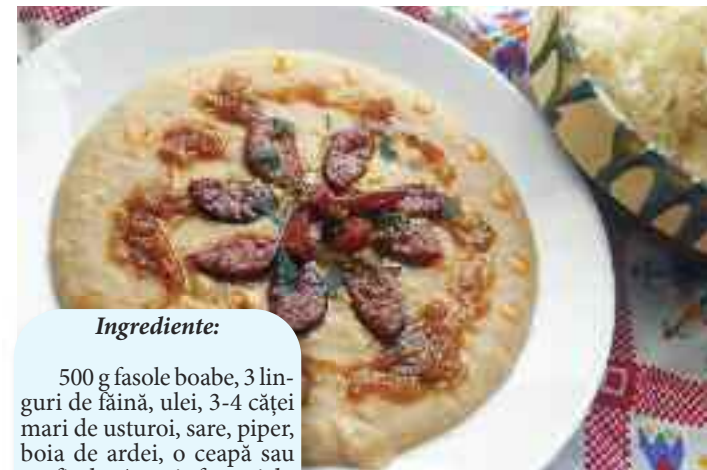 Ingrediente:
500 g fasole boabe, 3 lin-
guri de făină, ulei, 3-4 căței
mari de usturoi, sare, piper,
boia de ardei, o ceapă sau